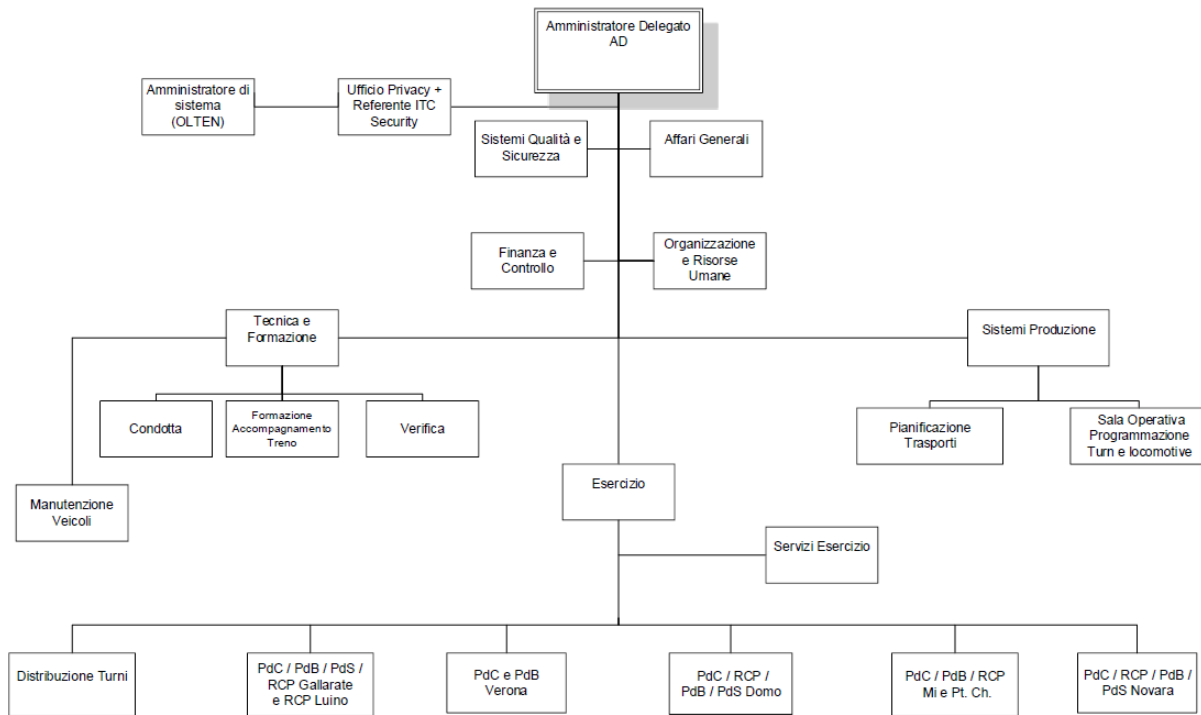 Amministratore Delegato
AD
Amministratore di
sistema
(OLTEN)
Ufficio Privacy +
Referente ITC
Security
Sistemi Qualità e
Sicurezza
Affari Generali
Finanza e
Controllo
Organizzazione
e Risorse
Umane
Tecnica e
Formazione
Sistemi Produzione
Condotta
Formazione
Accompagnamento
Treno
Verifica
Pianificazione
Trasporti
Sala Operativa
Programmazione
Turn e locomotive
Manutenzione
Veicoli
Esercizio
Servizi Esercizio
Distribuzione Turni
PdC / PdB / PdS /
RCP Gallarate
e RCP Luino
PdC e PdB
Verona
PdC / RCP /
PdB / PdS Domo
PdC / PdB / RCP
Mi e Pt. Ch.
PdC / RCP / PdB /
PdS Novara